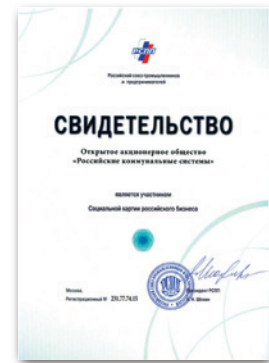 РСПП
Российский союз промышленников
и предпринимателей
СВИДЕТЕЛЬСТВО
Открытое акционерное общество
«Российские коммунальные системы»
является участником
Социальной хартии российского бизнеса
Москва
Регистрационный №
Президент РСПП
А. Н. Шохин